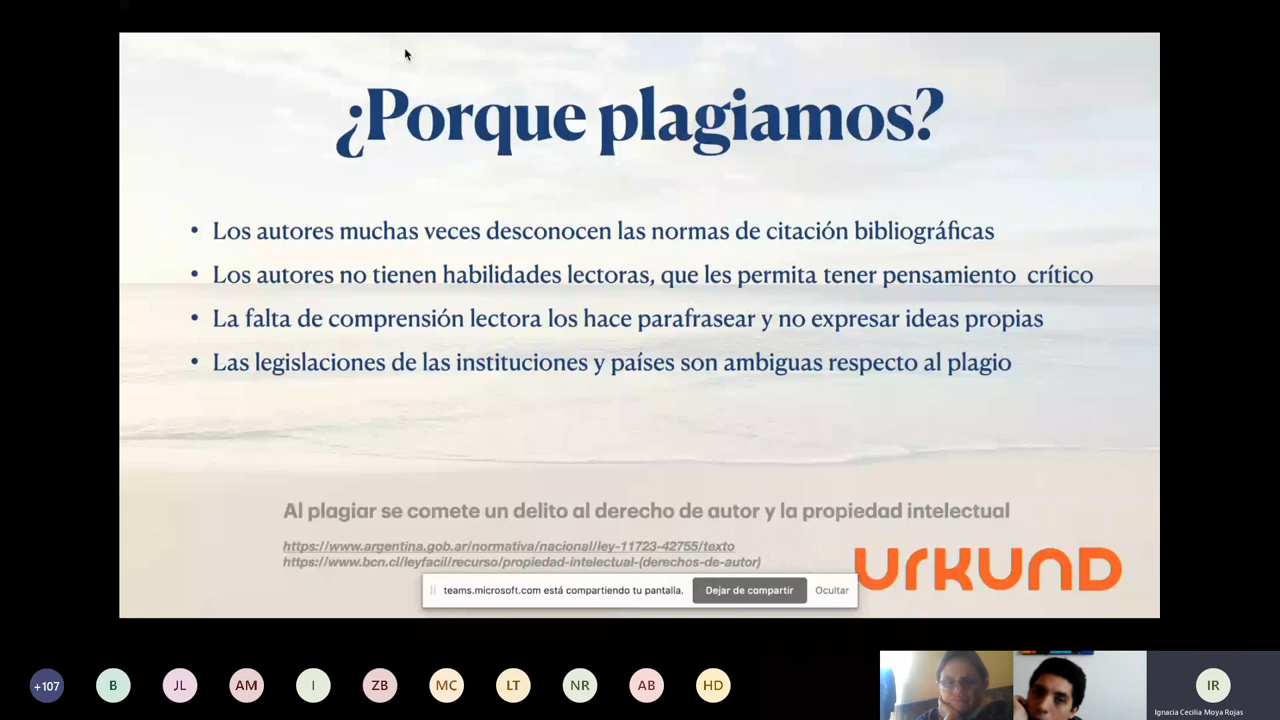 ¿Porque plagiamos?
• Los autores muchas veces desconocen las normas de citación bibliográficas
• Los autores no tienen habilidades lectoras, que les permita tener pensamiento crítico
• La falta de comprensión lectora los hace parafrasear y no expresar ideas propias
• Las legislaciones de las instituciones y países son ambiguas respecto al plagio
Al plagiar se comete un delito al derecho de autor y la propiedad intelectual
https://www.argentina.gob.ar/normativa/nacional/ley-11723-42755/texto
https://www.bcn.cl/leyfacil/recurso/propiedad-intelectual-(derechos-de-autor)
URKUND
teams.microsoft.com está compartiendo tu pantalla. Dejar de compartir Ocultar
+107 B JL AM I ZB MC LT NR AB HD IR
Ignacia Cecilia Moya Rojas